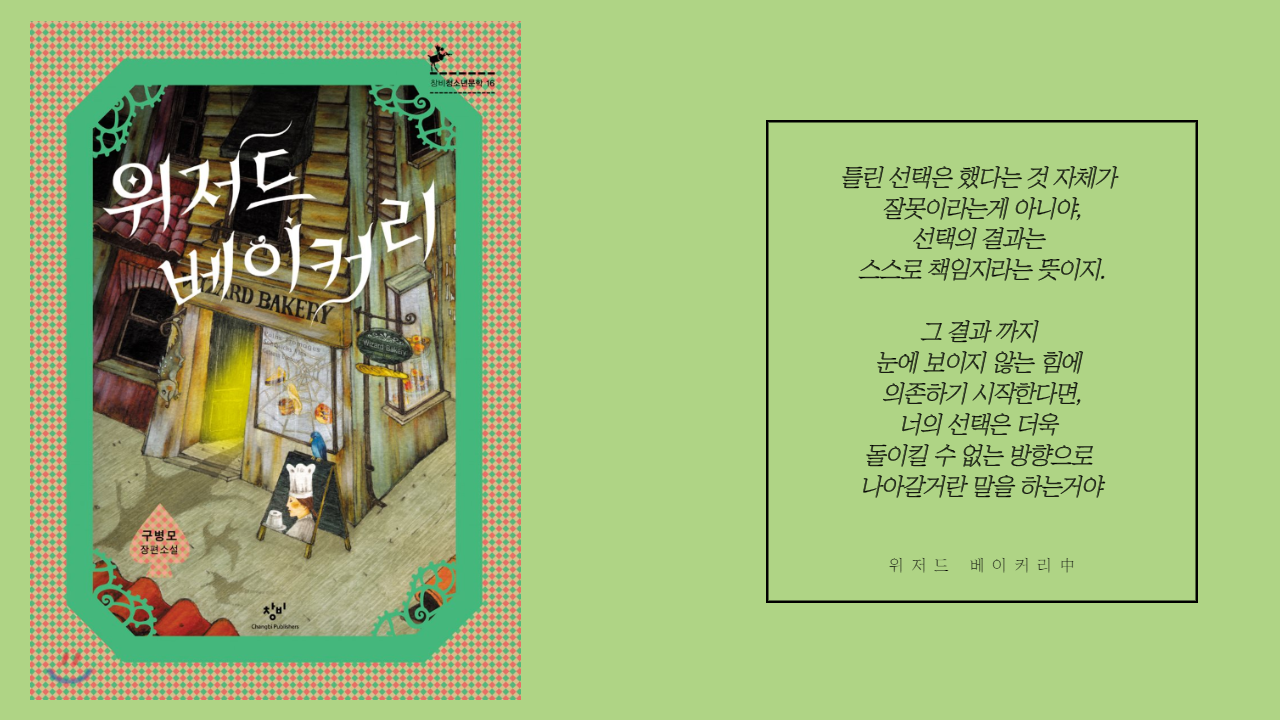 창비청소년문학 16
위저드
베이커리
WIZARD BAKERY
Wizard Bakery
구병모
장편소설
창비
Changbi Publishers
틀린 선택은 했다는 것 자체가
잘못이라는게 아니야,
선택의 결과는
스스로 책임지라는 뜻이지.
그 결과 까지
눈에 보이지 않는 힘에
의존하기 시작한다면,
너의 선택은 더욱
돌이킬 수 없는 방향으로
나아갈거란 말을 하는거야
위저드 베이커리中